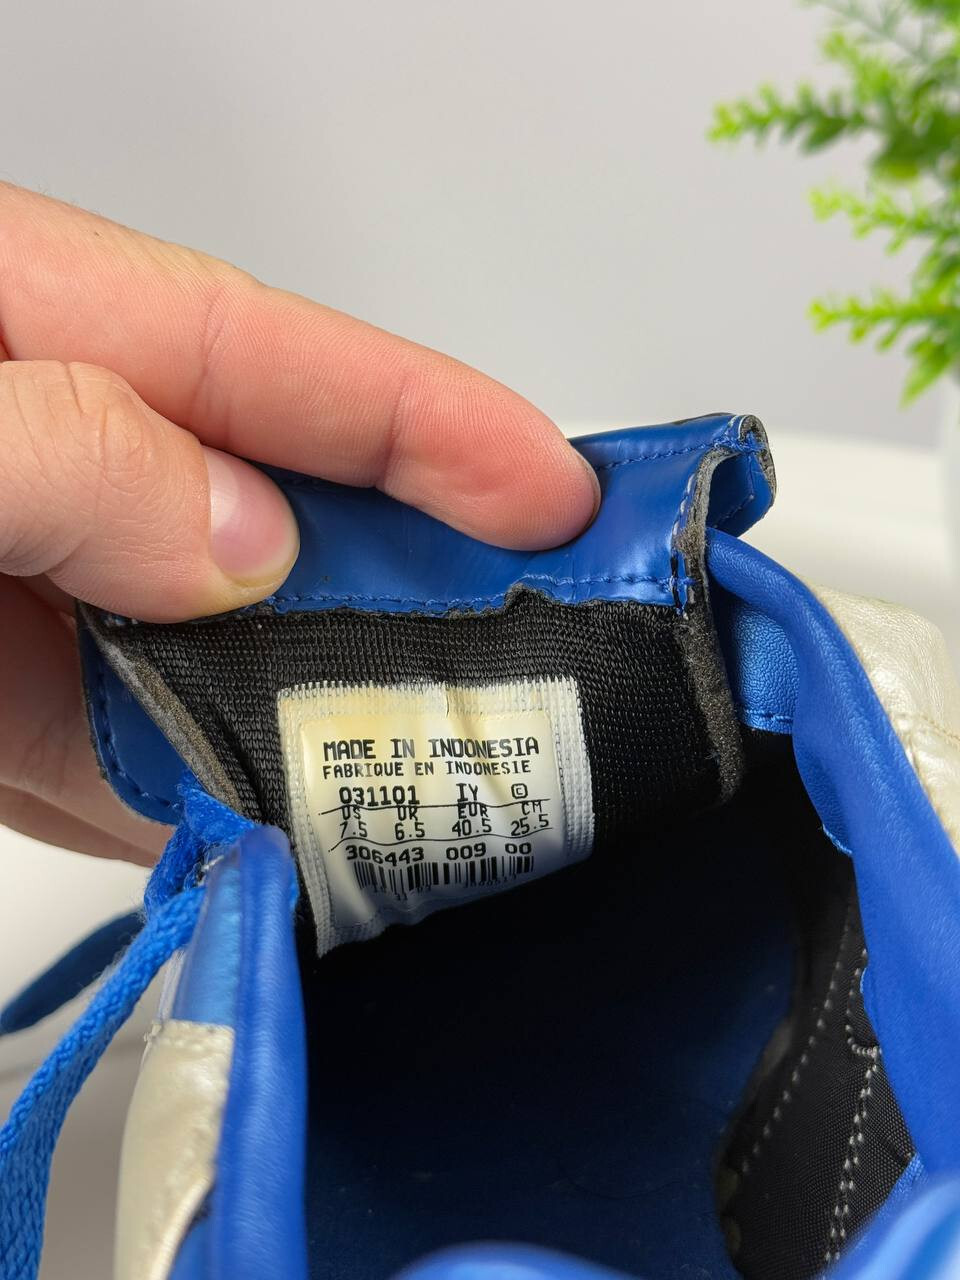 MADE IN INDONESIA
FABRIQUE EN INDONESIE
031101 IY ©
US UK EUR CM
7.5 6.5 40.5 25.5
306443 009 00